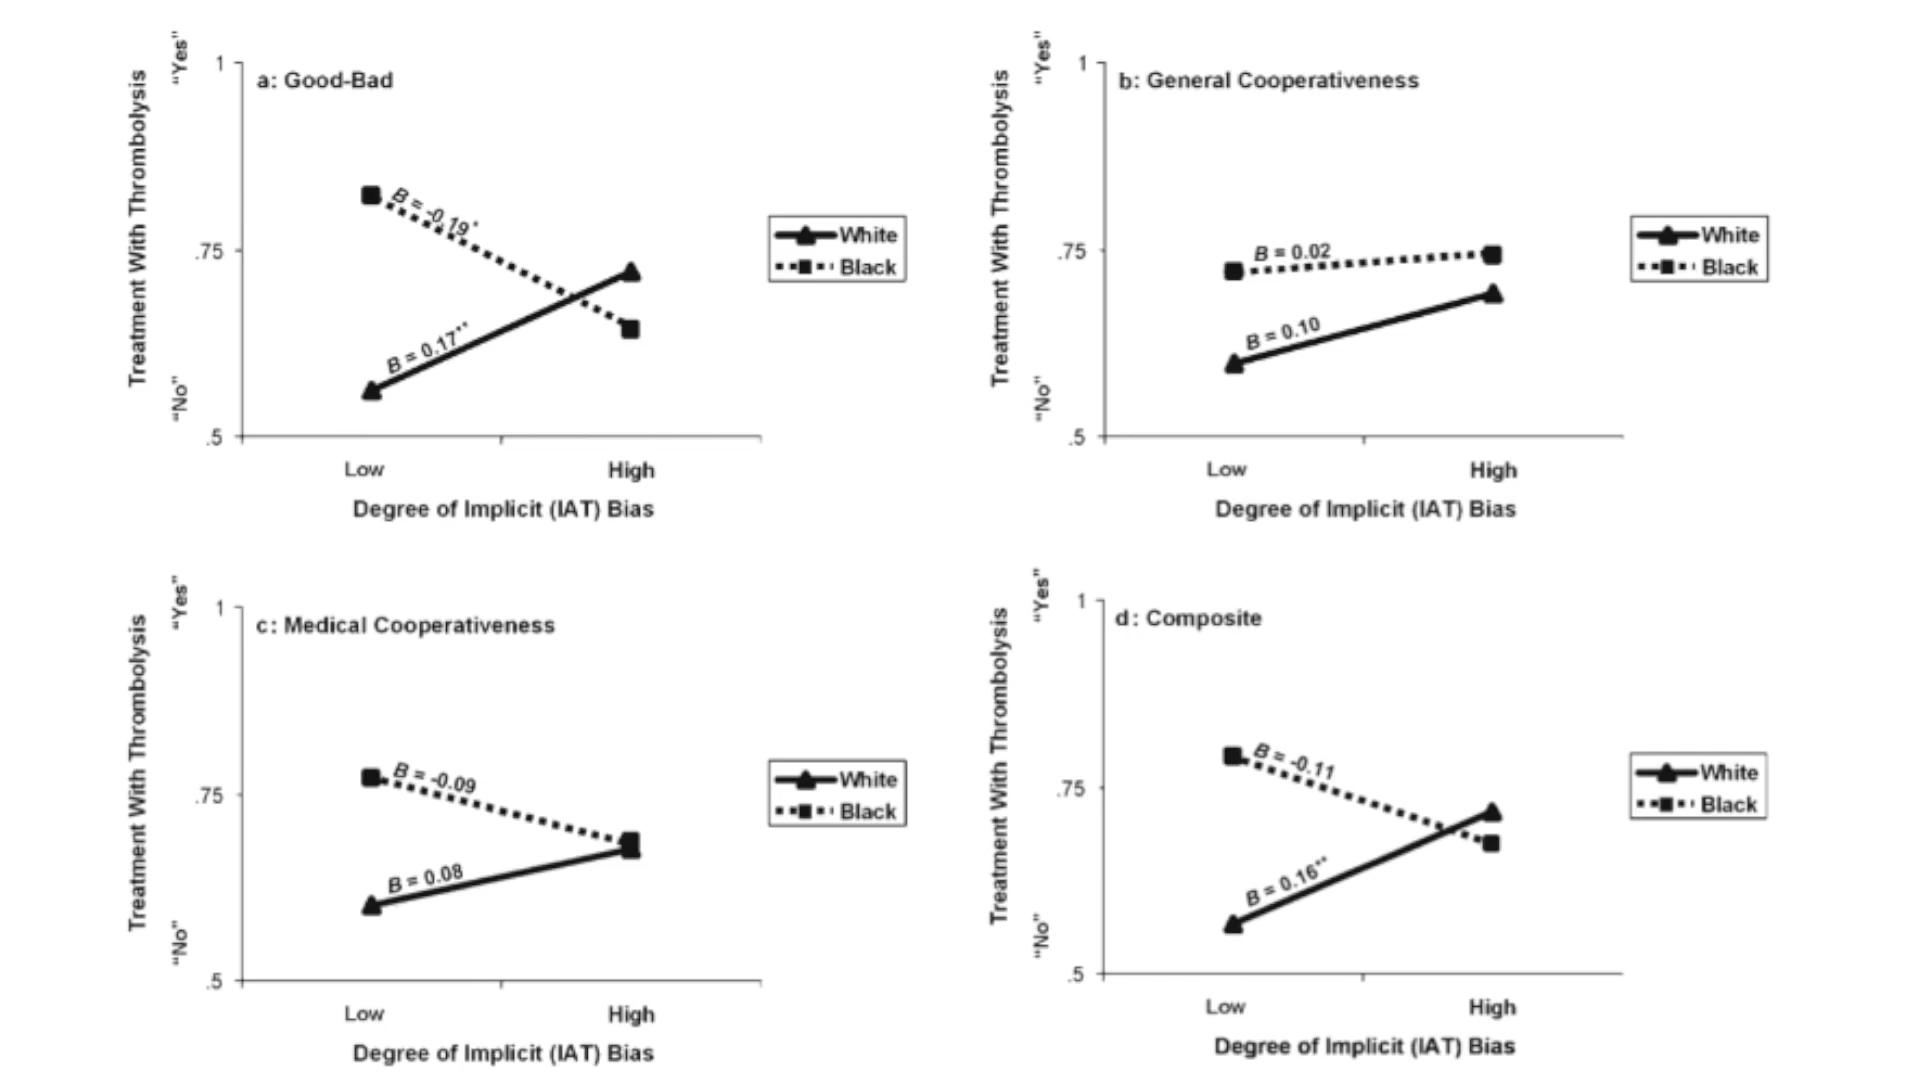 a: Good-Bad
Treatment With Thrombolysis
"No" "Yes"
1
.75
.5
B = -0.19*
B = 0.17**
White
Black
Low High
Degree of Implicit (IAT) Bias
b: General Cooperativeness
Treatment With Thrombolysis
"No" "Yes"
1
.75
.5
B = 0.02
B = 0.10
White
Black
Low High
Degree of Implicit (IAT) Bias
c: Medical Cooperativeness
Treatment With Thrombolysis
"No" "Yes"
1
.75
.5
B = -0.09
B = 0.08
White
Black
Low High
Degree of Implicit (IAT) Bias
d: Composite
Treatment With Thrombolysis
"No" "Yes"
1
.75
.5
B = -0.11
B = 0.16**
White
Black
Low High
Degree of Implicit (IAT) Bias